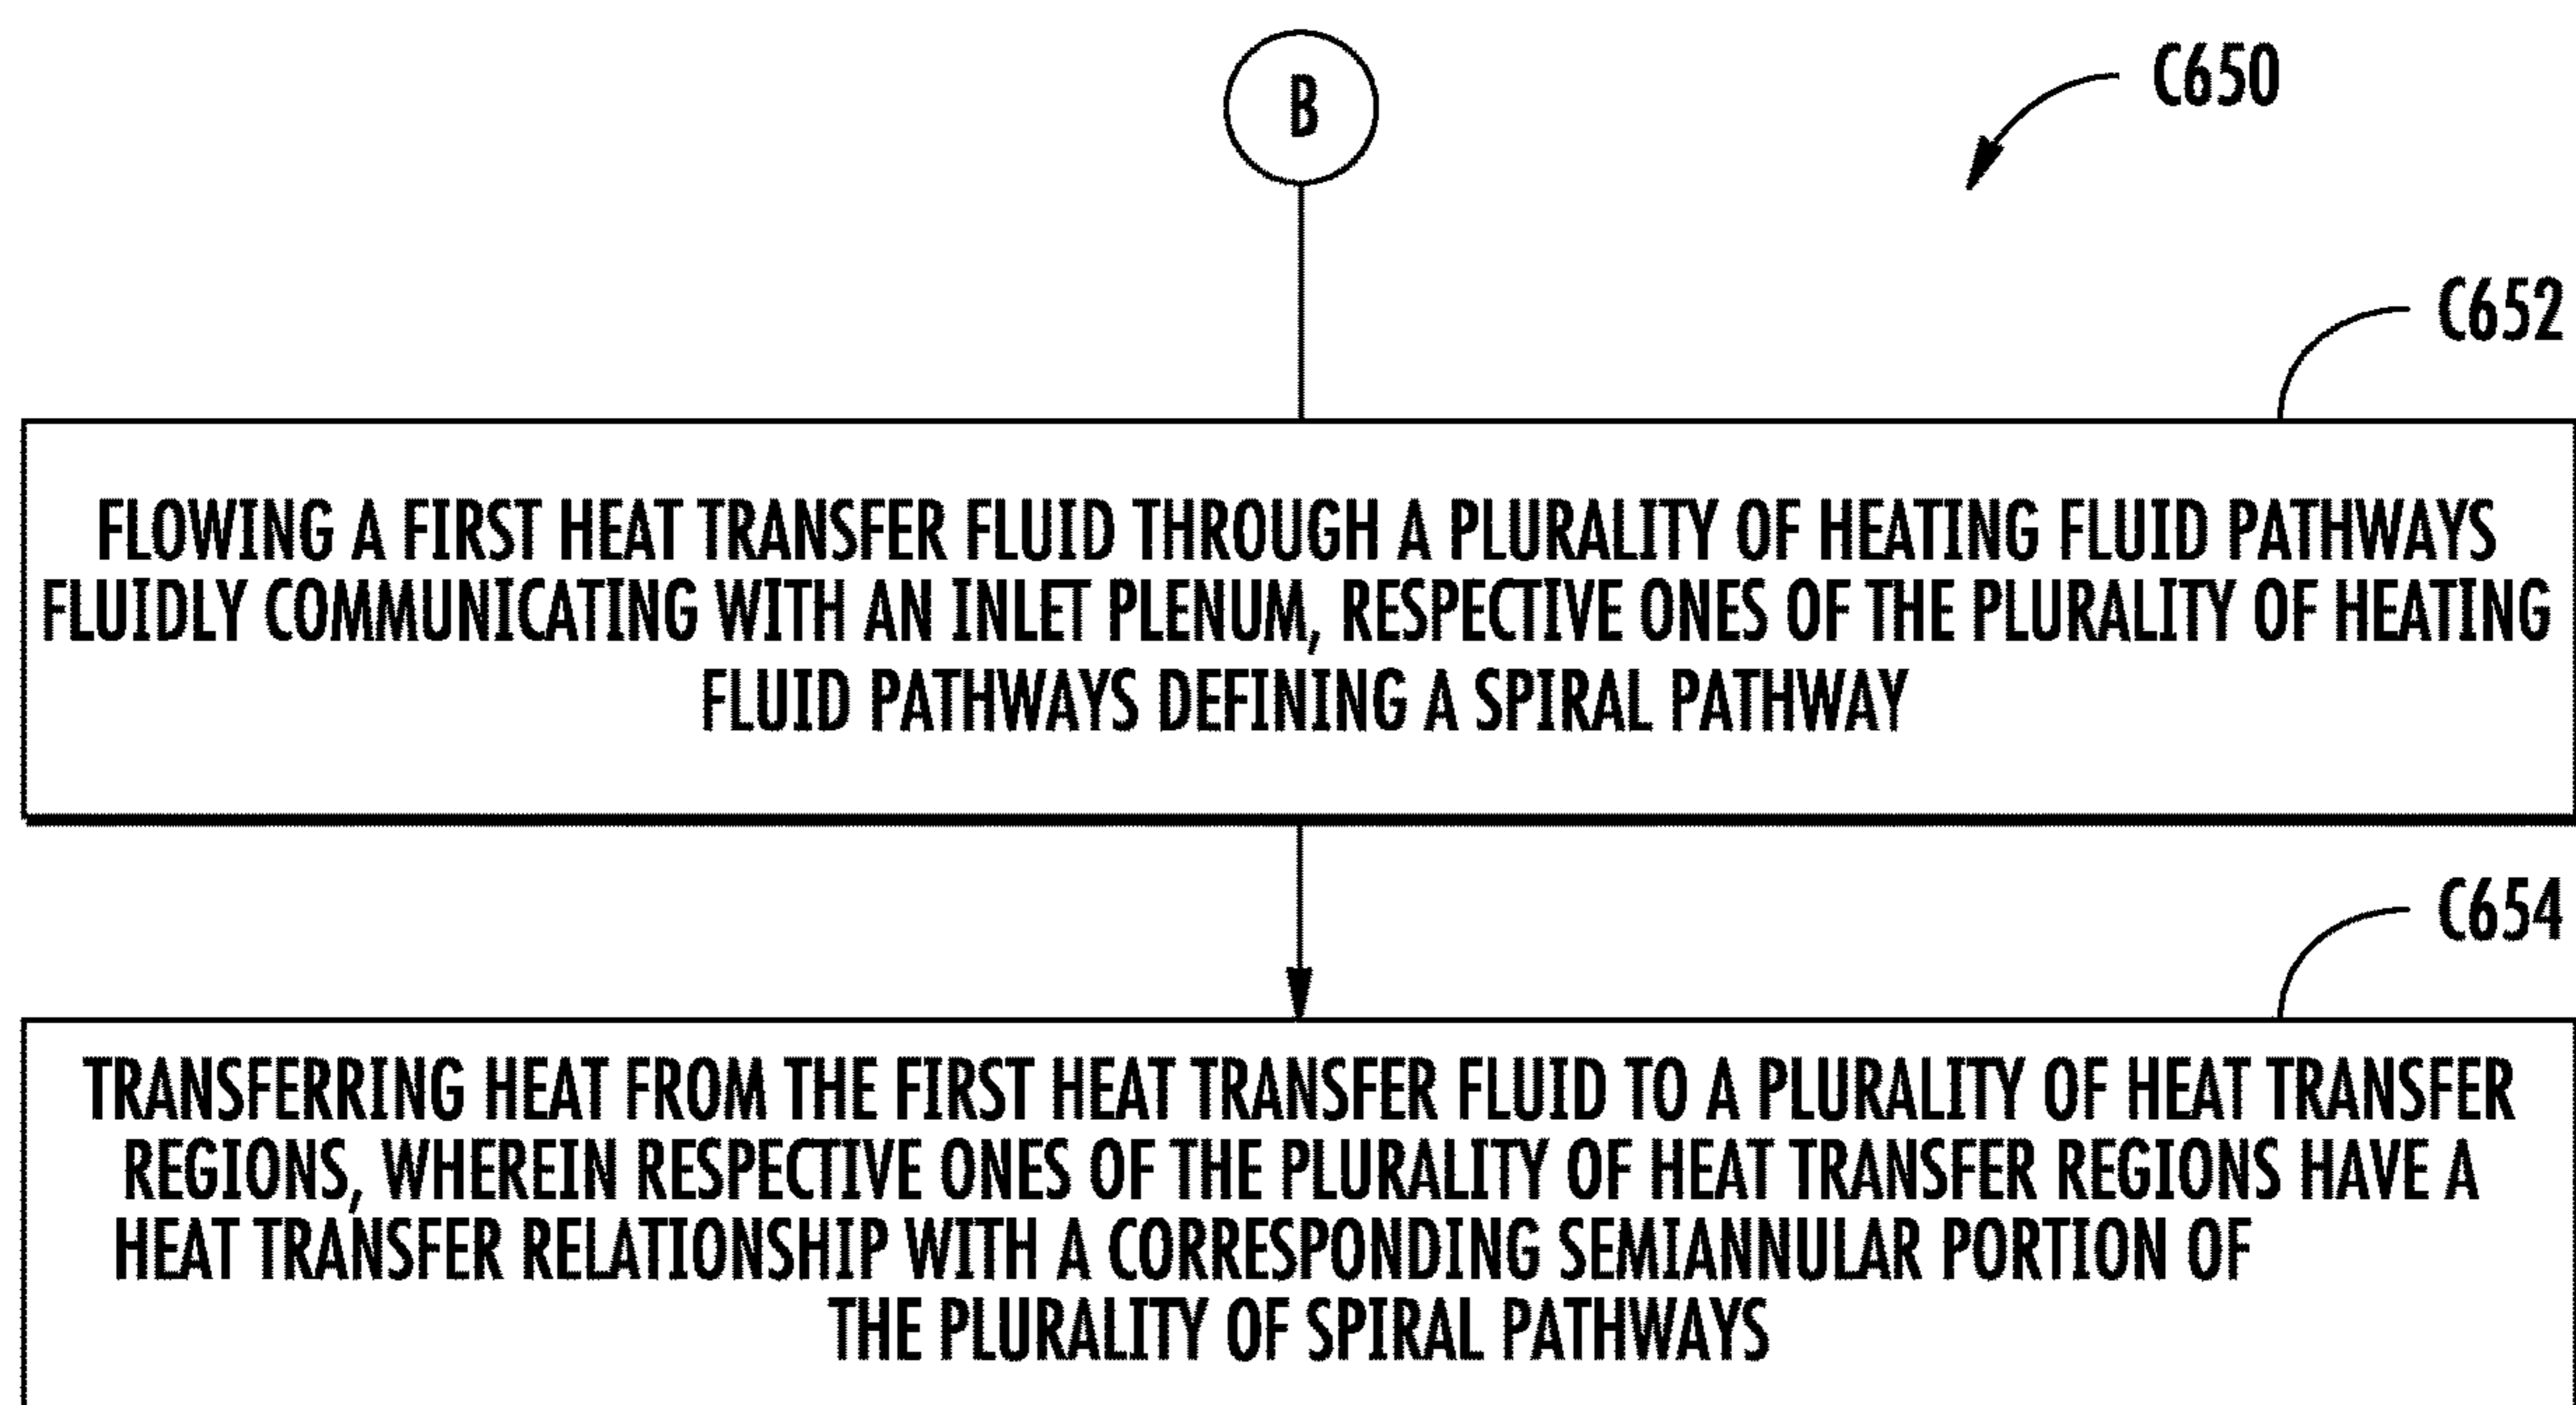 B
C650
C652
FLOWING A FIRST HEAT TRANSFER FLUID THROUGH A PLURALITY OF HEATING FLUID PATHWAYS
FLUIDLY COMMUNICATING WITH AN INLET PLENUM, RESPECTIVE ONES OF THE PLURALITY OF HEATING
FLUID PATHWAYS DEFINING A SPIRAL PATHWAY
C654
TRANSFERRING HEAT FROM THE FIRST HEAT TRANSFER FLUID TO A PLURALITY OF HEAT TRANSFER
REGIONS, WHEREIN RESPECTIVE ONES OF THE PLURALITY OF HEAT TRANSFER REGIONS HAVE A
HEAT TRANSFER RELATIONSHIP WITH A CORRESPONDING SEMIANNULAR PORTION OF
THE PLURALITY OF SPIRAL PATHWAYS